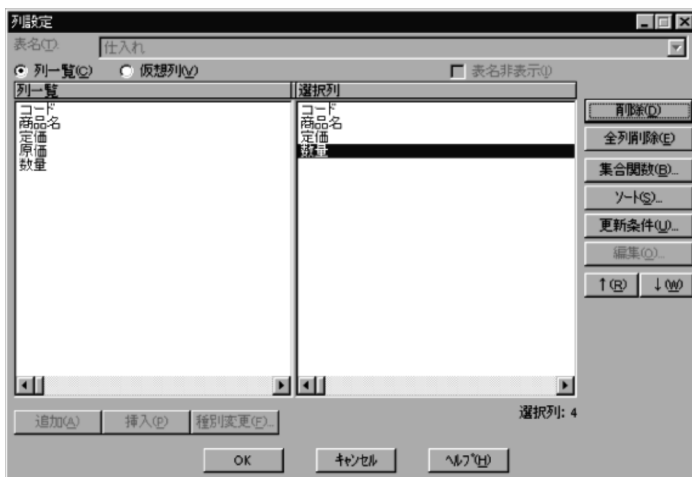 列設定
表名(T):
仕入れ
列一覧(C)
仮想列(V)
表名非表示(I)
列一覧
選択列
コード
商品名
定価
原価
数量
コード
商品名
定価
数量
削除(D)
全列削除(E)
集合関数(B)...
ソート(S)...
更新条件(U)...
編集(O)...
↑(R)
↓(W)
選択列: 4
追加(A)
挿入(P)
種別変更(F)...
OK
キャンセル
ヘルプ(H)